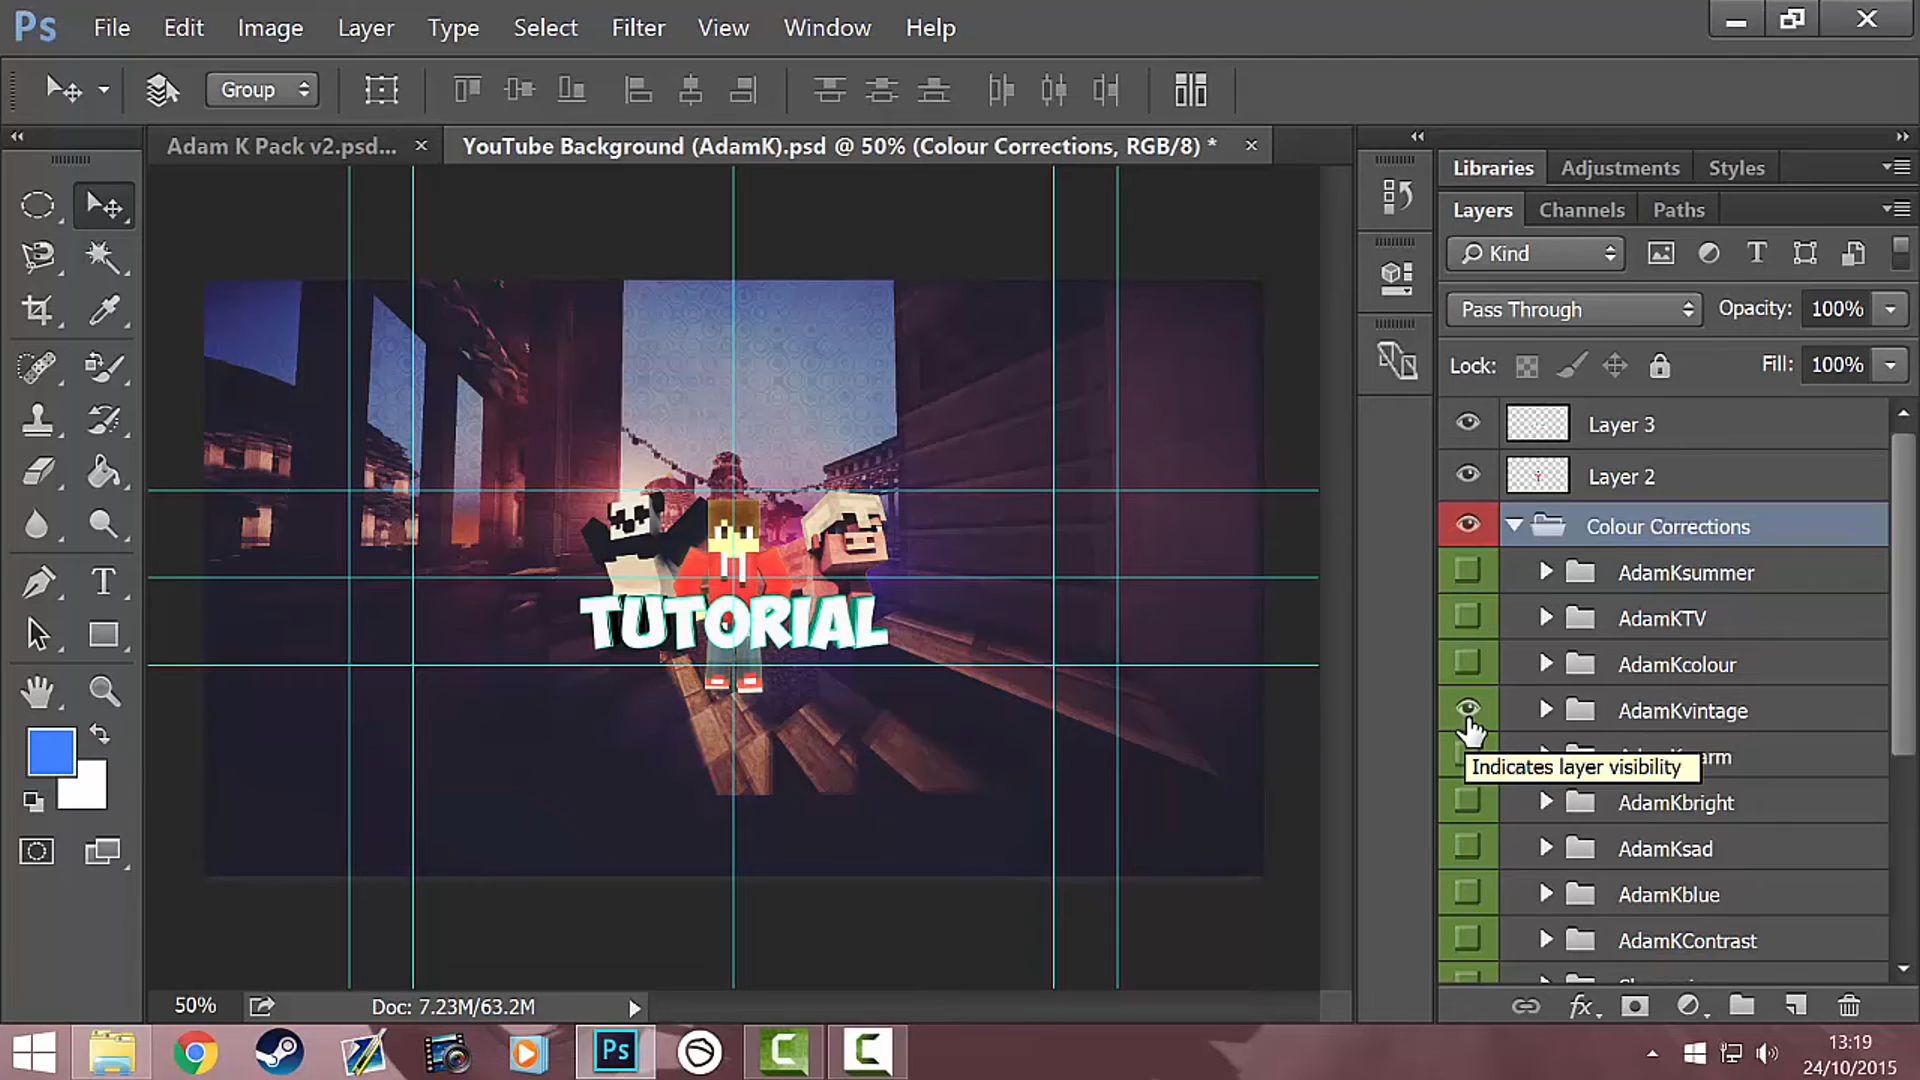 Ps File Edit Image Layer Type Select Filter View Window Help
Group
Adam K Pack v2.psd... YouTube Background (AdamK).psd @ 50% (Colour Corrections, RGB/8) *
Libraries Adjustments Styles
Layers Channels Paths
Kind
Pass Through Opacity: 100%
Lock: Fill: 100%
Layer 3
Layer 2
Colour Corrections
AdamKsummer
AdamKTV
AdamKcolour
AdamKvintage
Indicates layer visibility
AdamKbright
AdamKsad
AdamKblue
AdamKContrast
TUTORIAL
50% Doc: 7.23M/63.2M
fx
Ps
13:19
24/10/2015